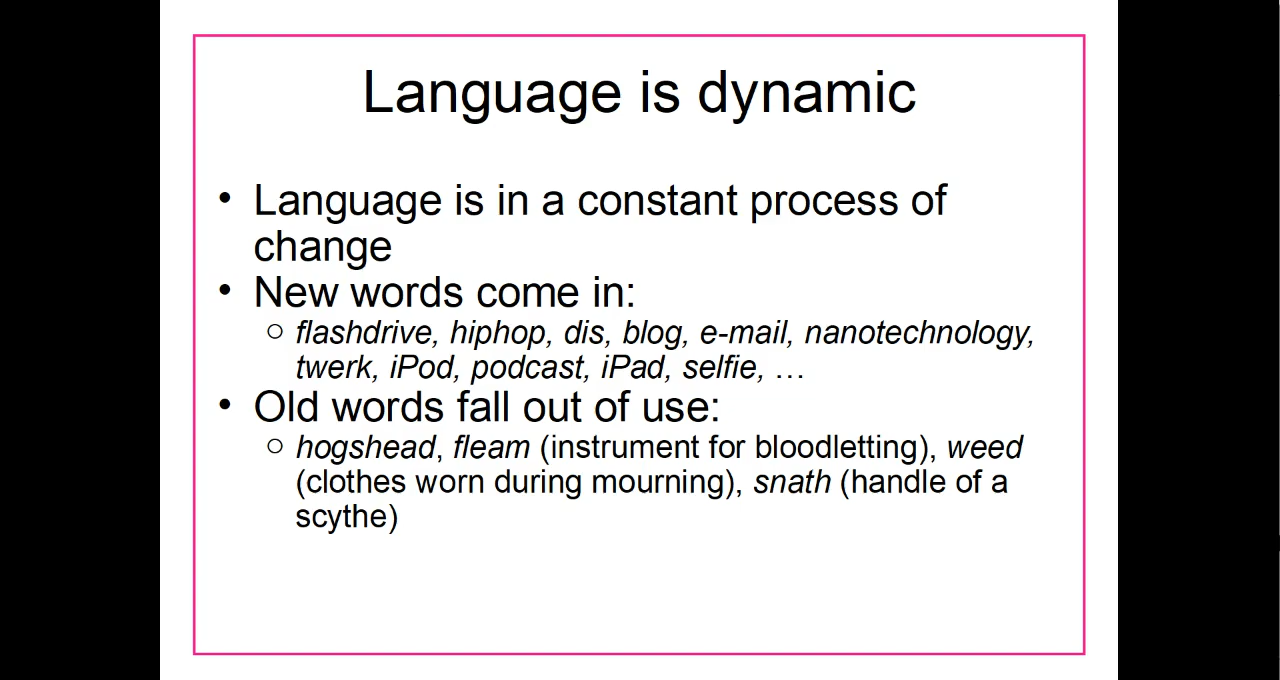 Language is dynamic
• Language is in a constant process of
change
• New words come in:
○ flashdrive, hiphop, dis, blog, e-mail, nanotechnology,
twerk, iPod, podcast, iPad, selfie, …
• Old words fall out of use:
○ hogshead, fleam (instrument for bloodletting), weed
(clothes worn during mourning), snath (handle of a
scythe)